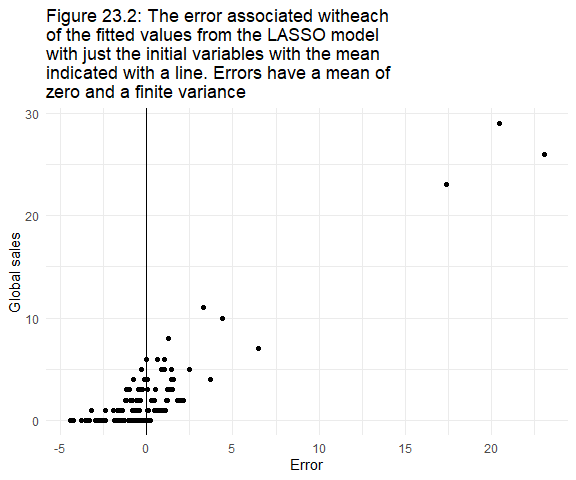 Figure 23.2: The error associated witheach
of the fitted values from the LASSO model
with just the initial variables with the mean
indicated with a line. Errors have a mean of
zero and a finite variance
30
20
10
0
Global sales
-5
0
5
10
15
20
Error